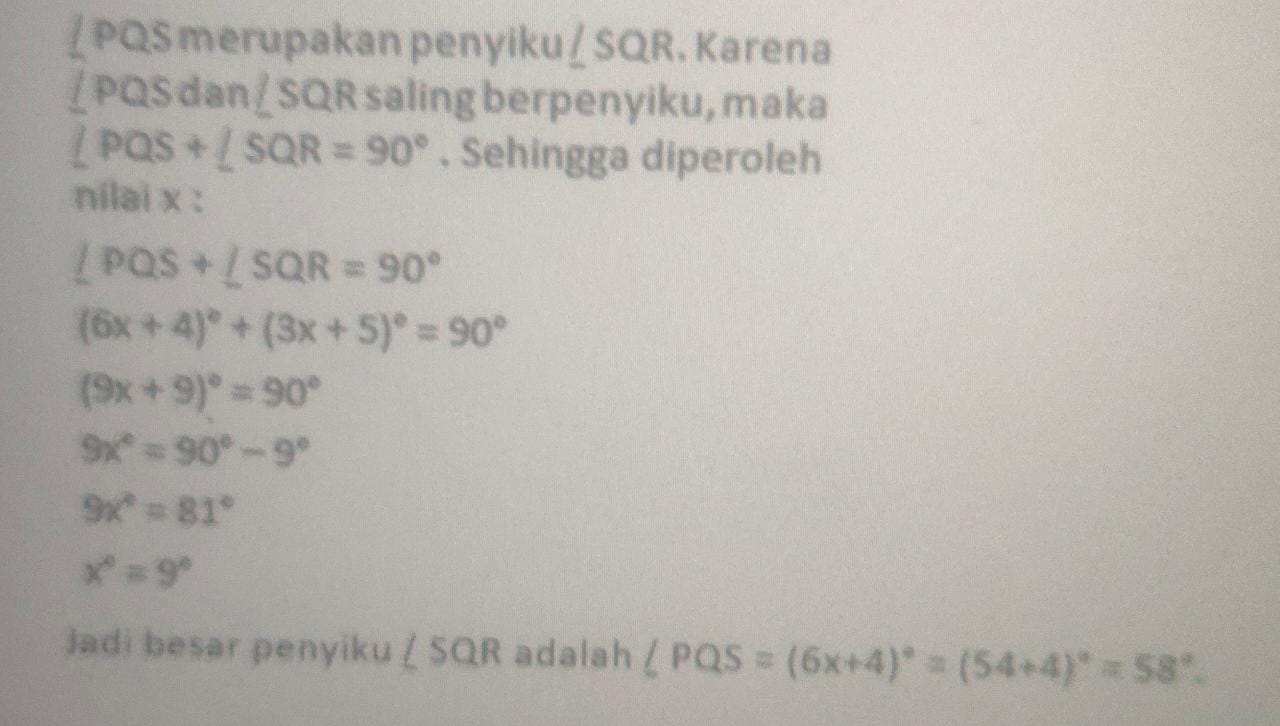 ∠ PQS merupakan penyiku ∠ SQR. Karena
∠ PQS dan ∠ SQR saling berpenyiku, maka
∠ PQS + ∠ SQR = 90° . Sehingga diperoleh
nilai x :
∠ PQS + ∠ SQR = 90°
(6x + 4)° + (3x + 5)° = 90°
(9x + 9)° = 90°
9x° = 90° – 9°
9x° = 81°
x° = 9°
Jadi besar penyiku ∠ SQR adalah ∠ PQS = (6x+4)° = (54+4)° = 58°.